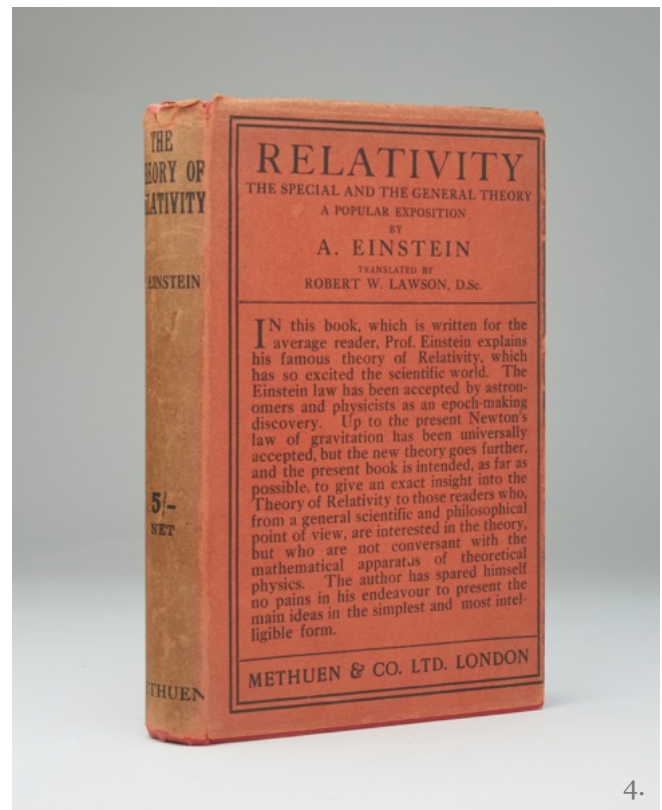 THE
EORY OF
LATIVITY
EINSTEIN
5/-
NET
ETHUEN
RELATIVITY
THE SPECIAL AND THE GENERAL THEORY
A POPULAR EXPOSITION
BY
A. EINSTEIN
TRANSLATED BY
ROBERT W. LAWSON, D.Sc.
IN this book, which is written for the
average reader, Prof. Einstein explains
his famous theory of Relativity, which
has so excited the scientific world. The
Einstein law has been accepted by astron-
omers and physicists as an epoch-making
discovery. Up to the present Newton's
law of gravitation has been universally
accepted, but the new theory goes further,
and the present book is intended, as far as
possible, to give an exact insight into the
Theory of Relativity to those readers who,
from a general scientific and philosophical
point of view, are interested in the theory,
but who are not conversant with the
mathematical apparatus of theoretical
physics. The author has spared himself
no pains in his endeavour to present the
main ideas in the simplest and most intel-
ligible form.
METHUEN & CO. LTD. LONDON
4.